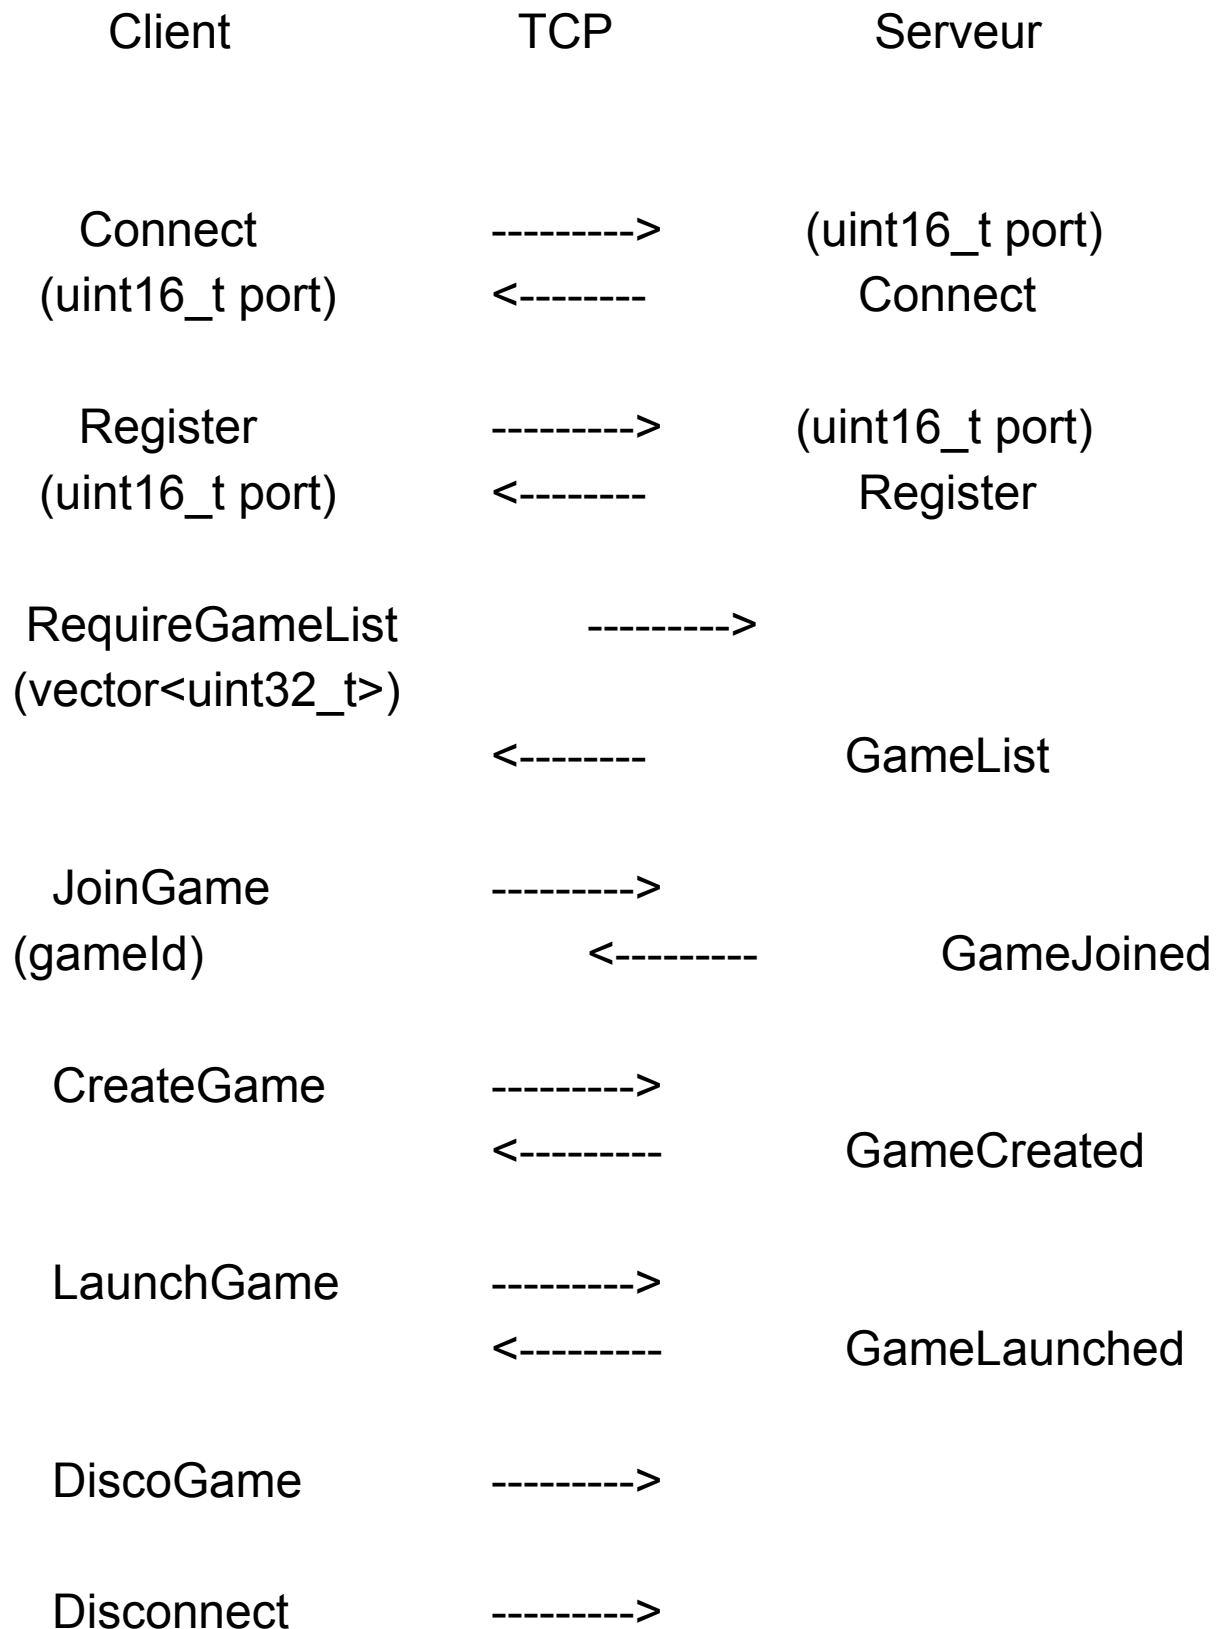 Client TCP Serveur
Connect ---------> (uint16_t port)
(uint16_t port) <-------- Connect
Register ---------> (uint16_t port)
(uint16_t port) <-------- Register
RequireGameList --------->
(vector<uint32_t>)
<-------- GameList
JoinGame --------->
(gameId) <--------- GameJoined
CreateGame --------->
<--------- GameCreated
LaunchGame --------->
<--------- GameLaunched
DiscoGame --------->
Disconnect --------->